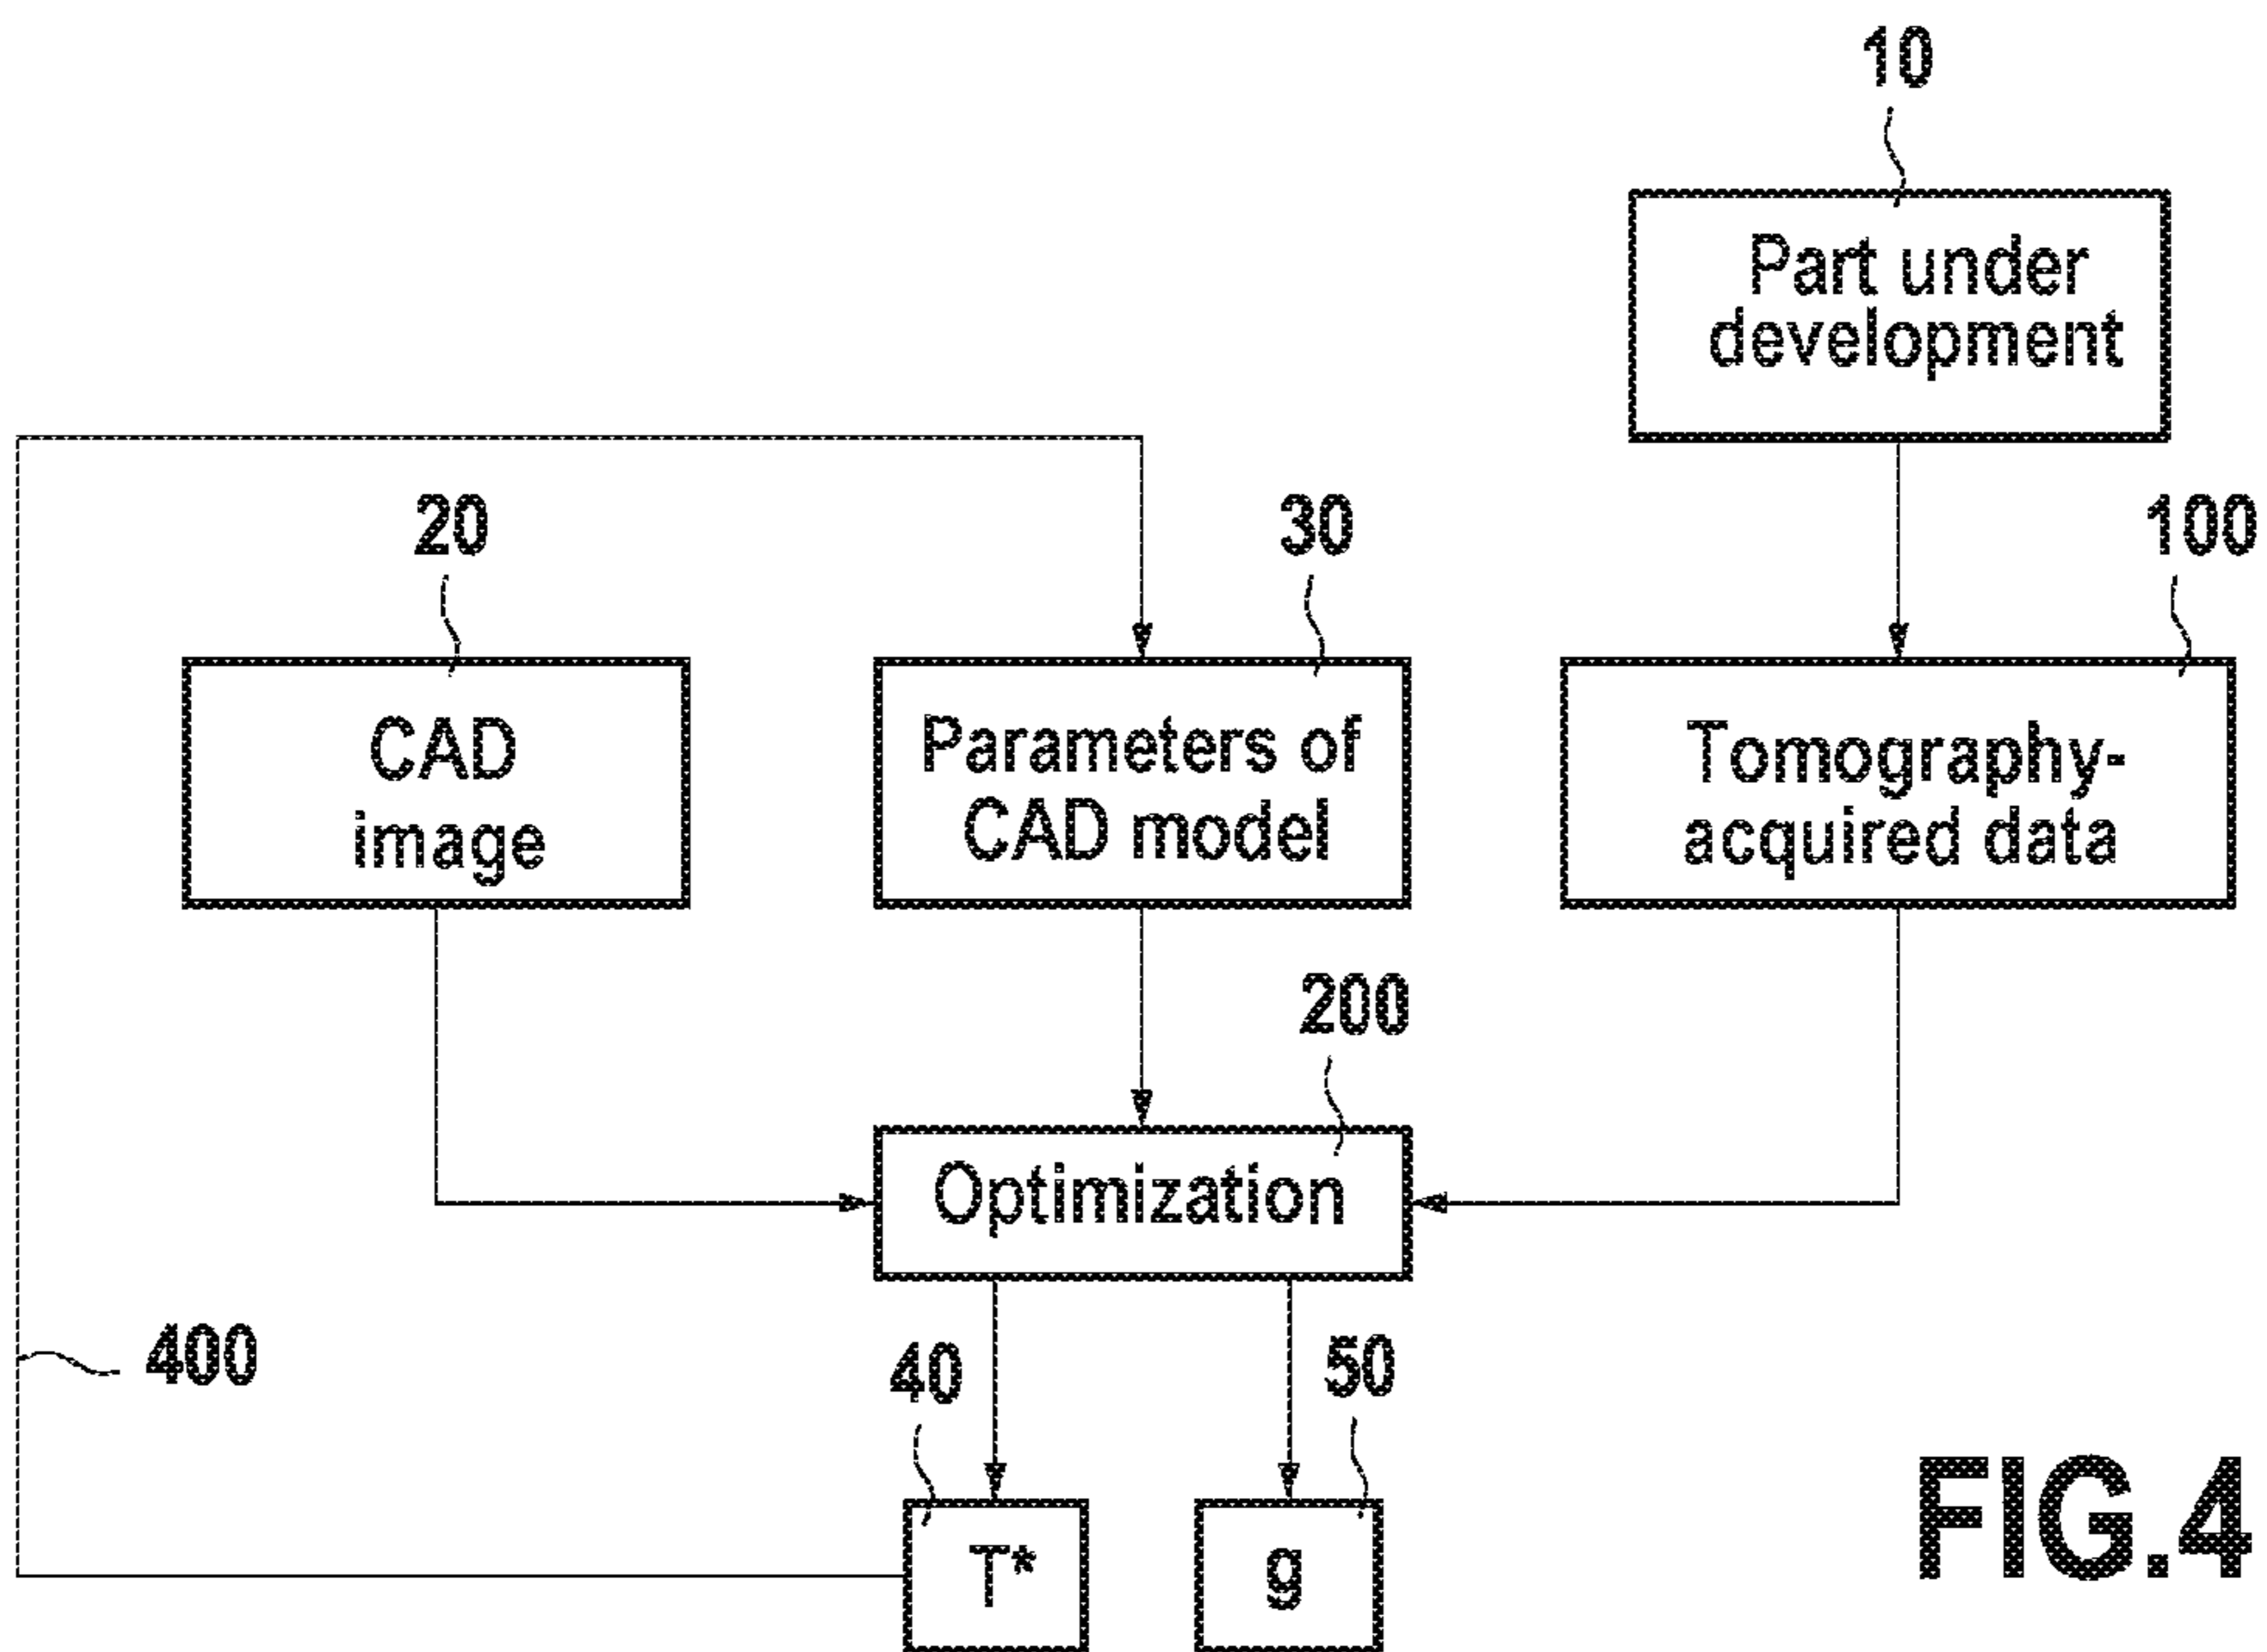 10
Part under
development
20
30
100
CAD
image
Parameters of
CAD model
Tomography-
acquired data
200
Optimization
400
40
50
T*
g
FIG.4